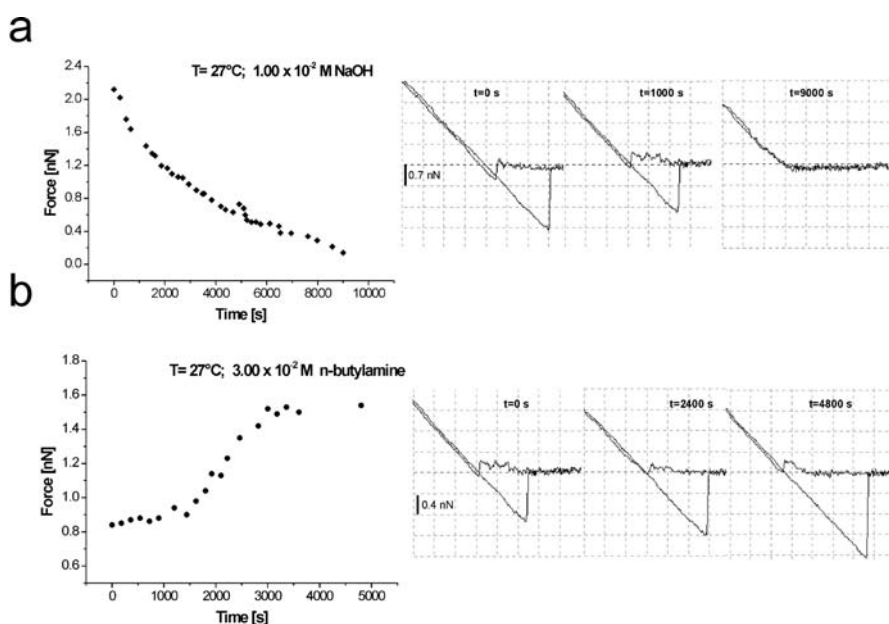 a
T= 27°C; 1.00 x 10⁻² M NaOH
Force [nN]
2.4
2.0
1.6
1.2
0.8
0.4
0.0
0 2000 4000 6000 8000 10000
Time [s]
t=0 s
t=1000 s
t=9000 s
0.7 nN
b
T= 27°C; 3.00 x 10⁻² M n-butylamine
Force [nN]
1.8
1.6
1.4
1.2
1.0
0.8
0.6
0 1000 2000 3000 4000 5000
Time [s]
t=0 s
t=2400 s
t=4800 s
0.4 nN